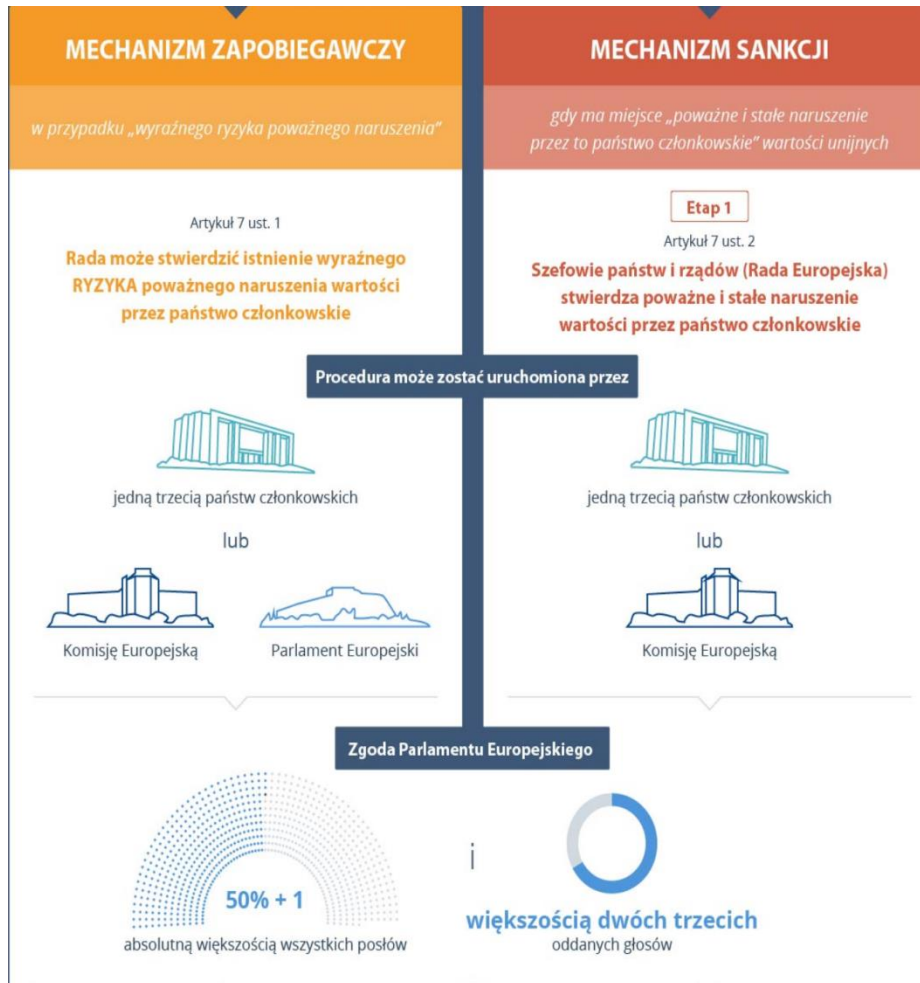 MECHANIZM ZAPOBIEGAWCZY
w przypadku „wyraźnego ryzyka poważnego naruszenia”
Artykuł 7 ust. 1
Rada może stwierdzić istnienie wyraźnego
RYZYKA poważnego naruszenia wartości
przez państwo członkowskie
MECHANIZM SANKCJI
gdy ma miejsce „poważne i stałe naruszenie
przez to państwo członkowskie” wartości unijnych
Etap 1
Artykuł 7 ust. 2
Szefowie państw i rządów (Rada Europejska)
stwierdza poważne i stałe naruszenie
wartości przez państwo członkowskie
Procedura może zostać uruchomiona przez
jedną trzecią państw członkowskich
lub
Komisję Europejską
Parlament Europejski
jedną trzecią państw członkowskich
lub
Komisję Europejską
Zgoda Parlamentu Europejskiego
50% + 1
absolutną większością wszystkich posłów
i
większością dwóch trzecich
oddanych głosów